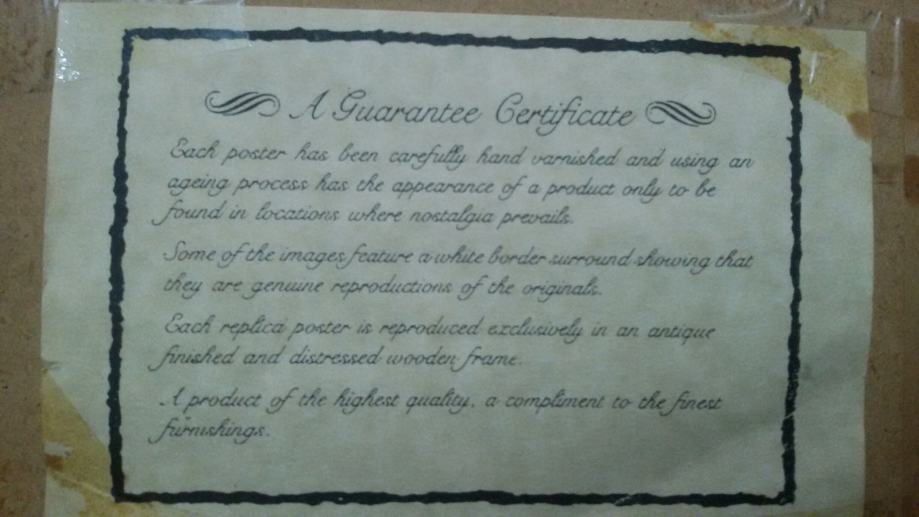 A Guarantee Certificate
Each poster has been carefully hand varnished and using an
ageing process has the appearance of a product only to be
found in locations where nostalgia prevails.
Some of the images feature a white border surround showing that
they are genuine reproductions of the originals.
Each replica poster is reproduced exclusively in an antique
finished and distressed wooden frame.
A product of the highest quality, a compliment to the finest
furnishings.